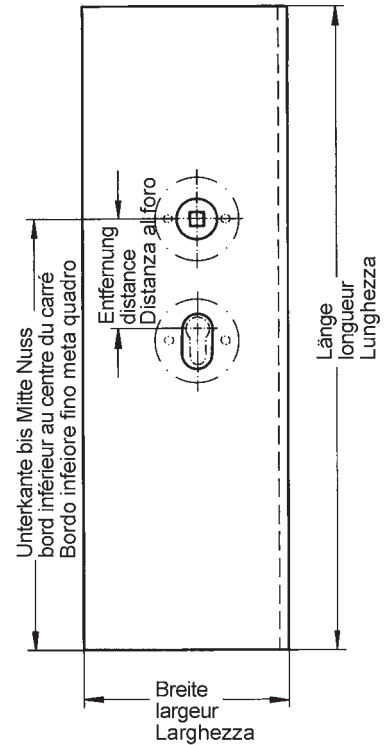 Entfernung
distance
Distanza al foro
Unterkante bis Mitte Nuss
bord inférieur au centre du carré
Bordo infeiore fino meta quadro
Länge
longueur
Lunghezza
Breite
largeur
Larghezza